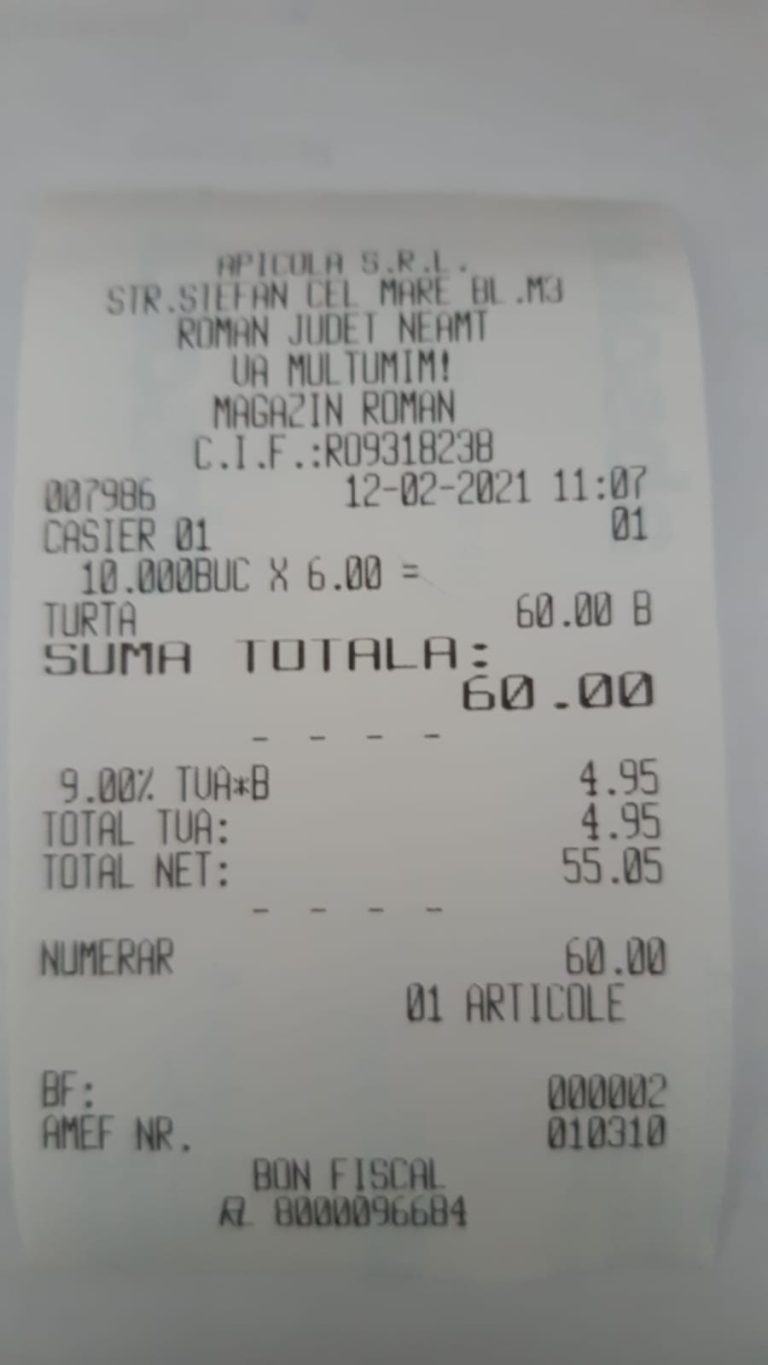 APICOLA S.R.L.
STR.STEFAN CEL MARE BL.M3
ROMAN JUDET NEAMT
VA MULTUMIM!
MAGAZIN ROMAN
C.I.F.:RO9318238
007986 12-02-2021 11:07
CASIER 01 01
10.000BUC X 6.00 =
TURTA 60.00 B
SUMA TOTALA:
60.00
- - - -
9.00% TVA*B 4.95
TOTAL TVA: 4.95
TOTAL NET: 55.05
- - - -
NUMERAR 60.00
01 ARTICOLE
BF: 000002
AMEF NR. 010310
BON FISCAL
8000096684